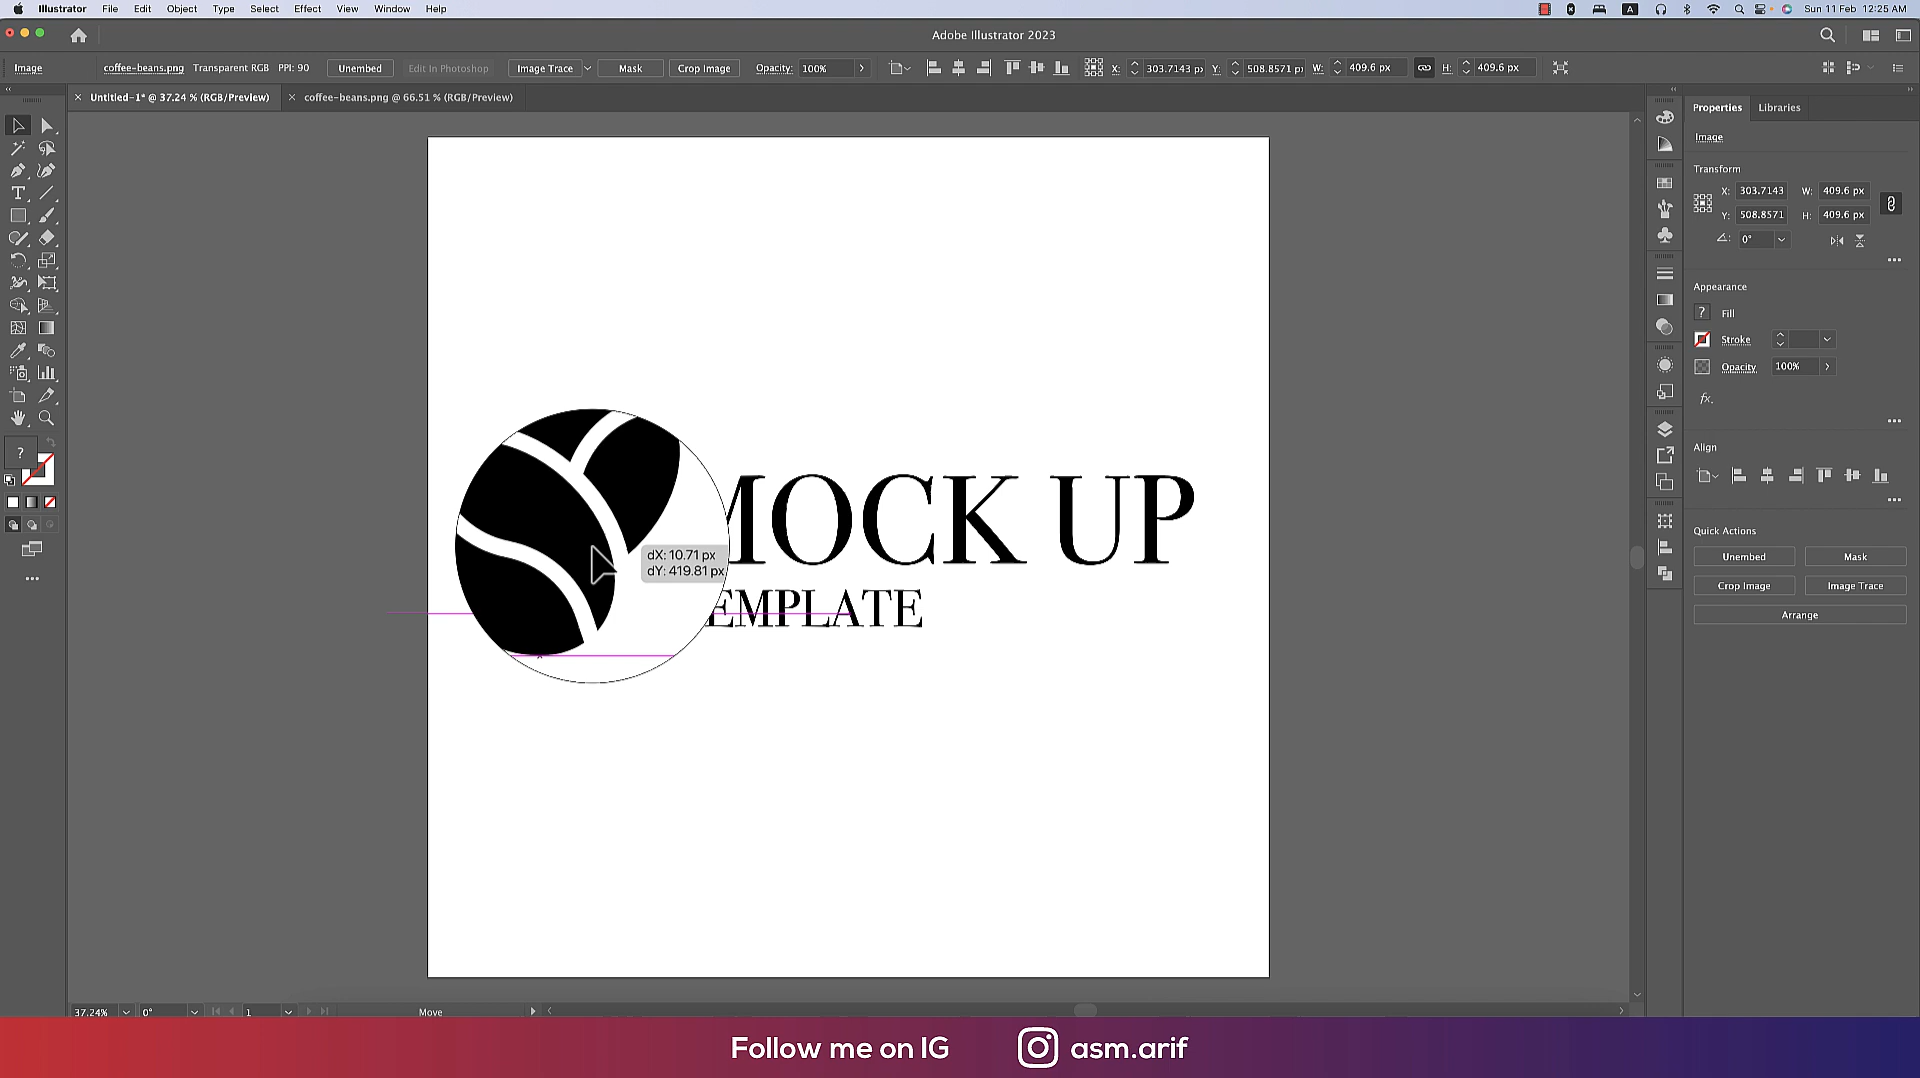 Illustrator File Edit Object Type Select Effect View Window Help
A Sun 11 Feb 12:25 AM
Adobe Illustrator 2023
Image coffee-beans.png Transparent RGB PPI: 90 Unembed Edit In Photoshop Image Trace Mask Crop Image Opacity: 100% X: 303.7143 px Y: 508.8571 p W: 409.6 px H: 409.6 px
× Untitled-1* @ 37.24 % (RGB/Preview) × coffee-beans.png @ 66.51 % (RGB/Preview)
Properties Libraries
Image
Transform
X: 303.7143 W: 409.6 px
Y: 508.8571 H: 409.6 px
0°
Appearance
? Fill
Stroke
Opacity 100%
fx.
Align
Quick Actions
Unembed Mask
Crop Image Image Trace
Arrange
?
MOCK UP
dX: 10.71 px
dY: 419.81 px
EMPLATE
37.24% 0° 1 Move
Follow me on IG asm.arif